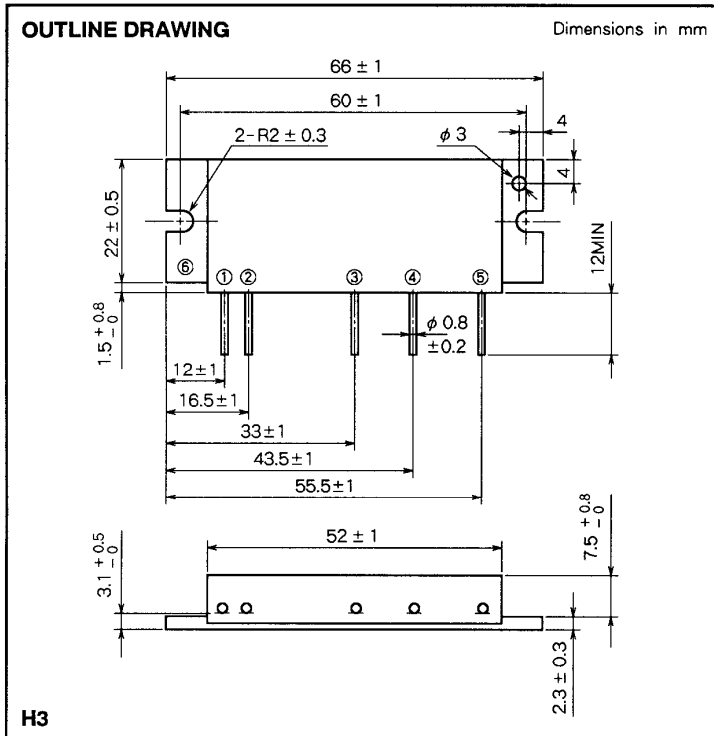 OUTLINE DRAWING
Dimensions in mm
66 ± 1
60 ± 1
4
2-R2 ± 0.3
φ 3
4
22 ± 0.5
12MIN
⑥
① ② ③ ④ ⑤
1.5 +0.8 -0
φ 0.8
±0.2
12±1
16.5±1
33±1
43.5±1
55.5±1
52 ± 1
7.5 +0.8 -0
3.1 +0.5 -0
2.3 ± 0.3
H3